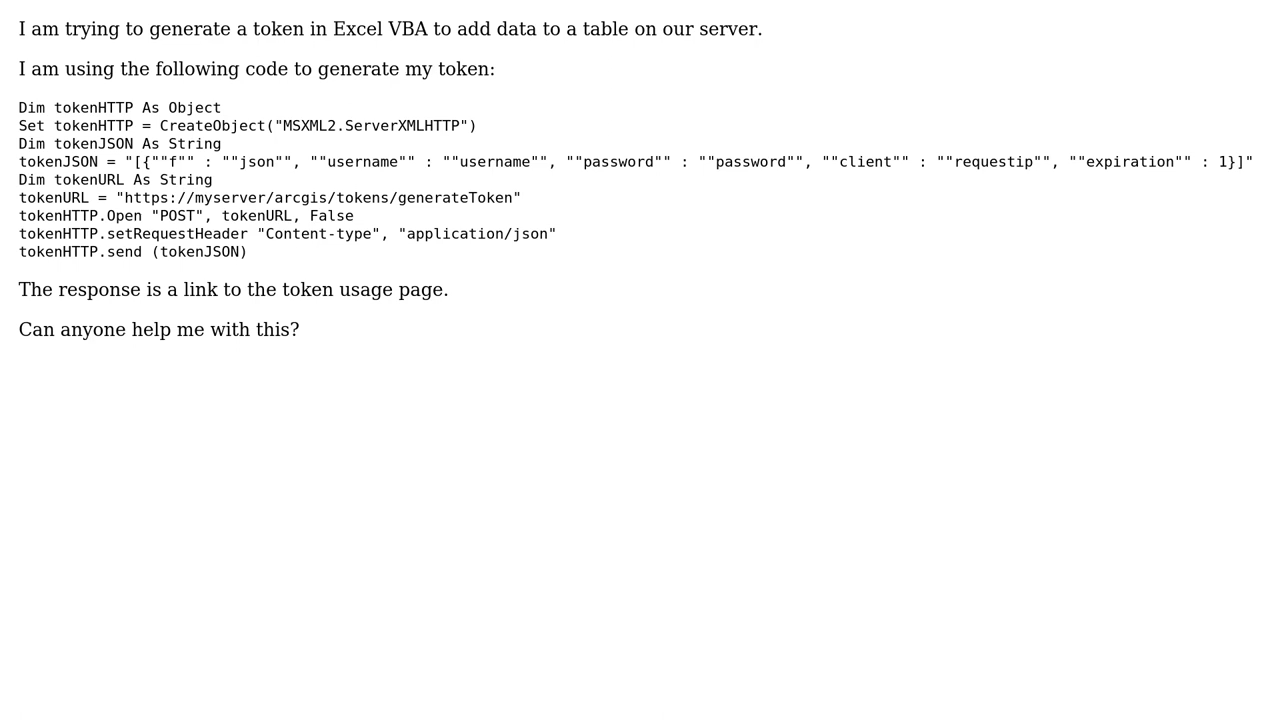 I am trying to generate a token in Excel VBA to add data to a table on our server.
I am using the following code to generate my token:
Dim tokenHTTP As Object
Set tokenHTTP = CreateObject("MSXML2.ServerXMLHTTP")
Dim tokenJSON As String
tokenJSON = "[{""f"" : ""json"", ""username"" : ""username"", ""password"" : ""password"", ""client"" : ""requestip"", ""expiration"" : 1}]"
Dim tokenURL As String
tokenURL = "https://myserver/arcgis/tokens/generateToken"
tokenHTTP.Open "POST", tokenURL, False
tokenHTTP.setRequestHeader "Content-type", "application/json"
tokenHTTP.send (tokenJSON)
The response is a link to the token usage page.
Can anyone help me with this?